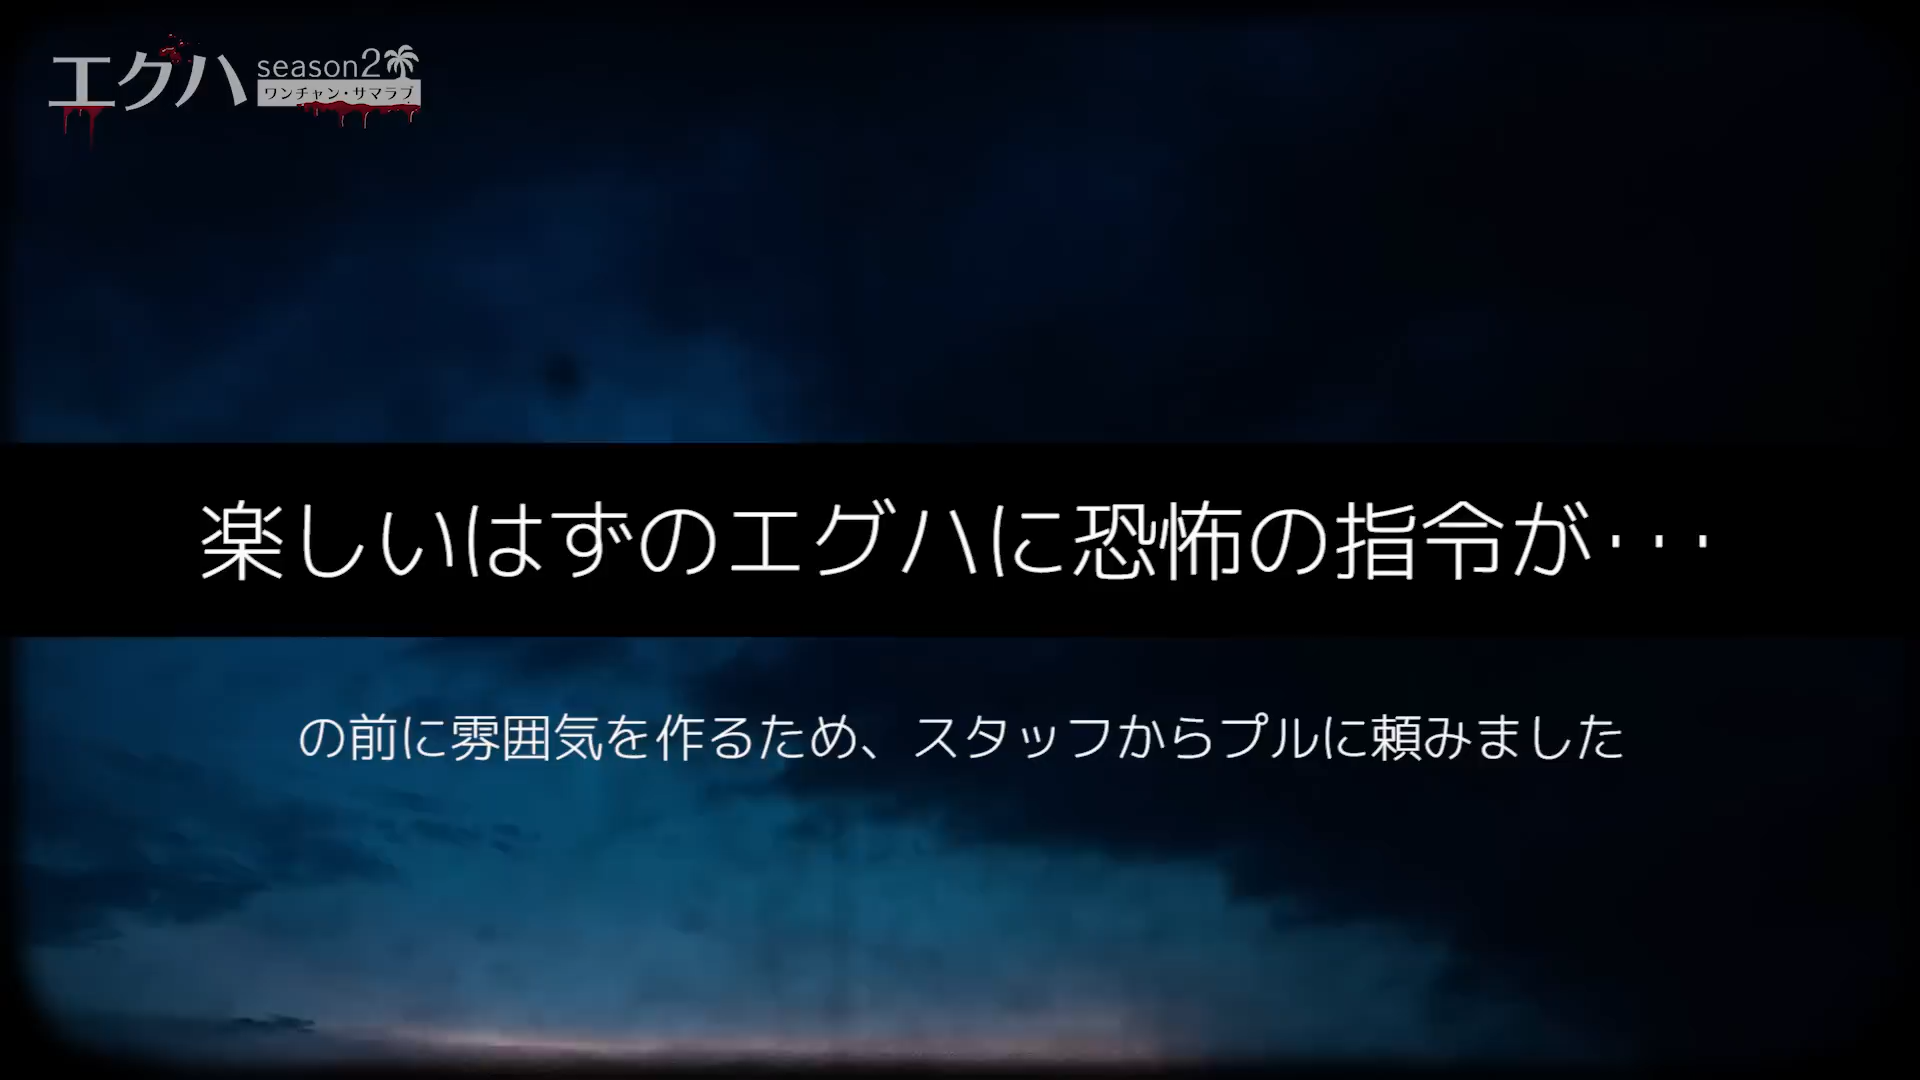 エグハ season2
ワンチャン・サマラブ
楽しいはずのエグハに恐怖の指令が･･･
の前に雰囲気を作るため、スタッフからプルに頼みました